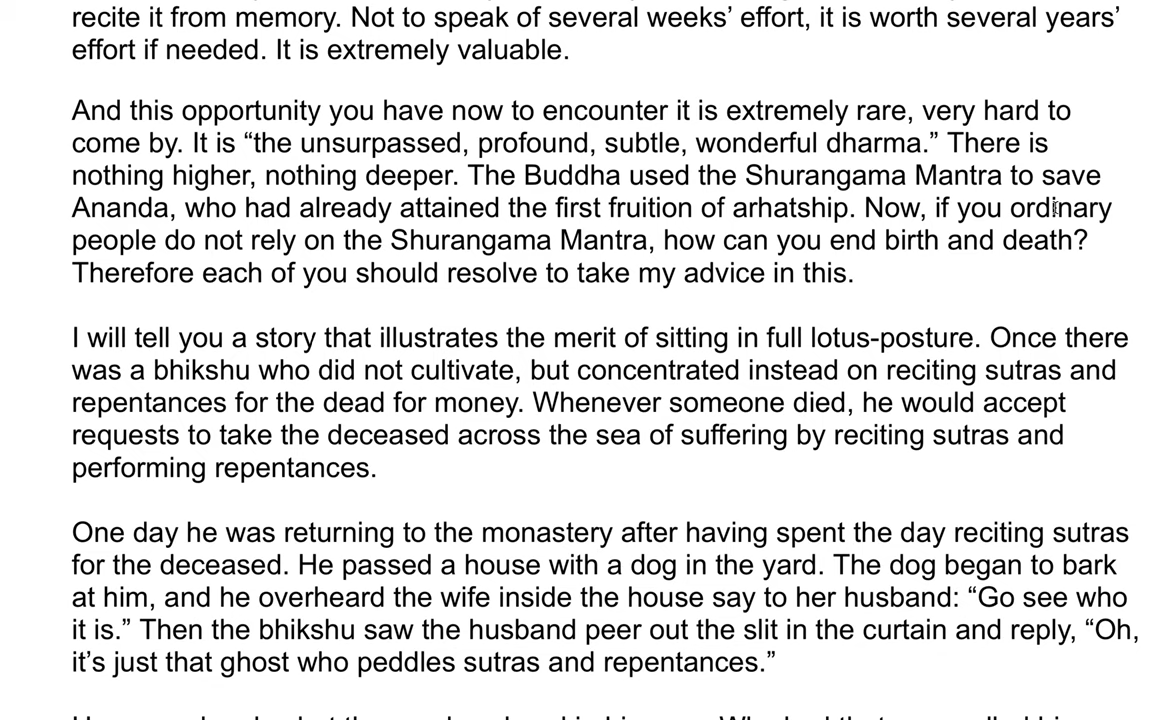 recite it from memory. Not to speak of several weeks’ effort, it is worth several years’
effort if needed. It is extremely valuable.
And this opportunity you have now to encounter it is extremely rare, very hard to
come by. It is “the unsurpassed, profound, subtle, wonderful dharma.” There is
nothing higher, nothing deeper. The Buddha used the Shurangama Mantra to save
Ananda, who had already attained the first fruition of arhatship. Now, if you ordinary
people do not rely on the Shurangama Mantra, how can you end birth and death?
Therefore each of you should resolve to take my advice in this.
I will tell you a story that illustrates the merit of sitting in full lotus-posture. Once there
was a bhikshu who did not cultivate, but concentrated instead on reciting sutras and
repentances for the dead for money. Whenever someone died, he would accept
requests to take the deceased across the sea of suffering by reciting sutras and
performing repentances.
One day he was returning to the monastery after having spent the day reciting sutras
for the deceased. He passed a house with a dog in the yard. The dog began to bark
at him, and he overheard the wife inside the house say to her husband: “Go see who
it is.” Then the bhikshu saw the husband peer out the slit in the curtain and reply, “Oh,
it’s just that ghost who peddles sutras and repentances.”